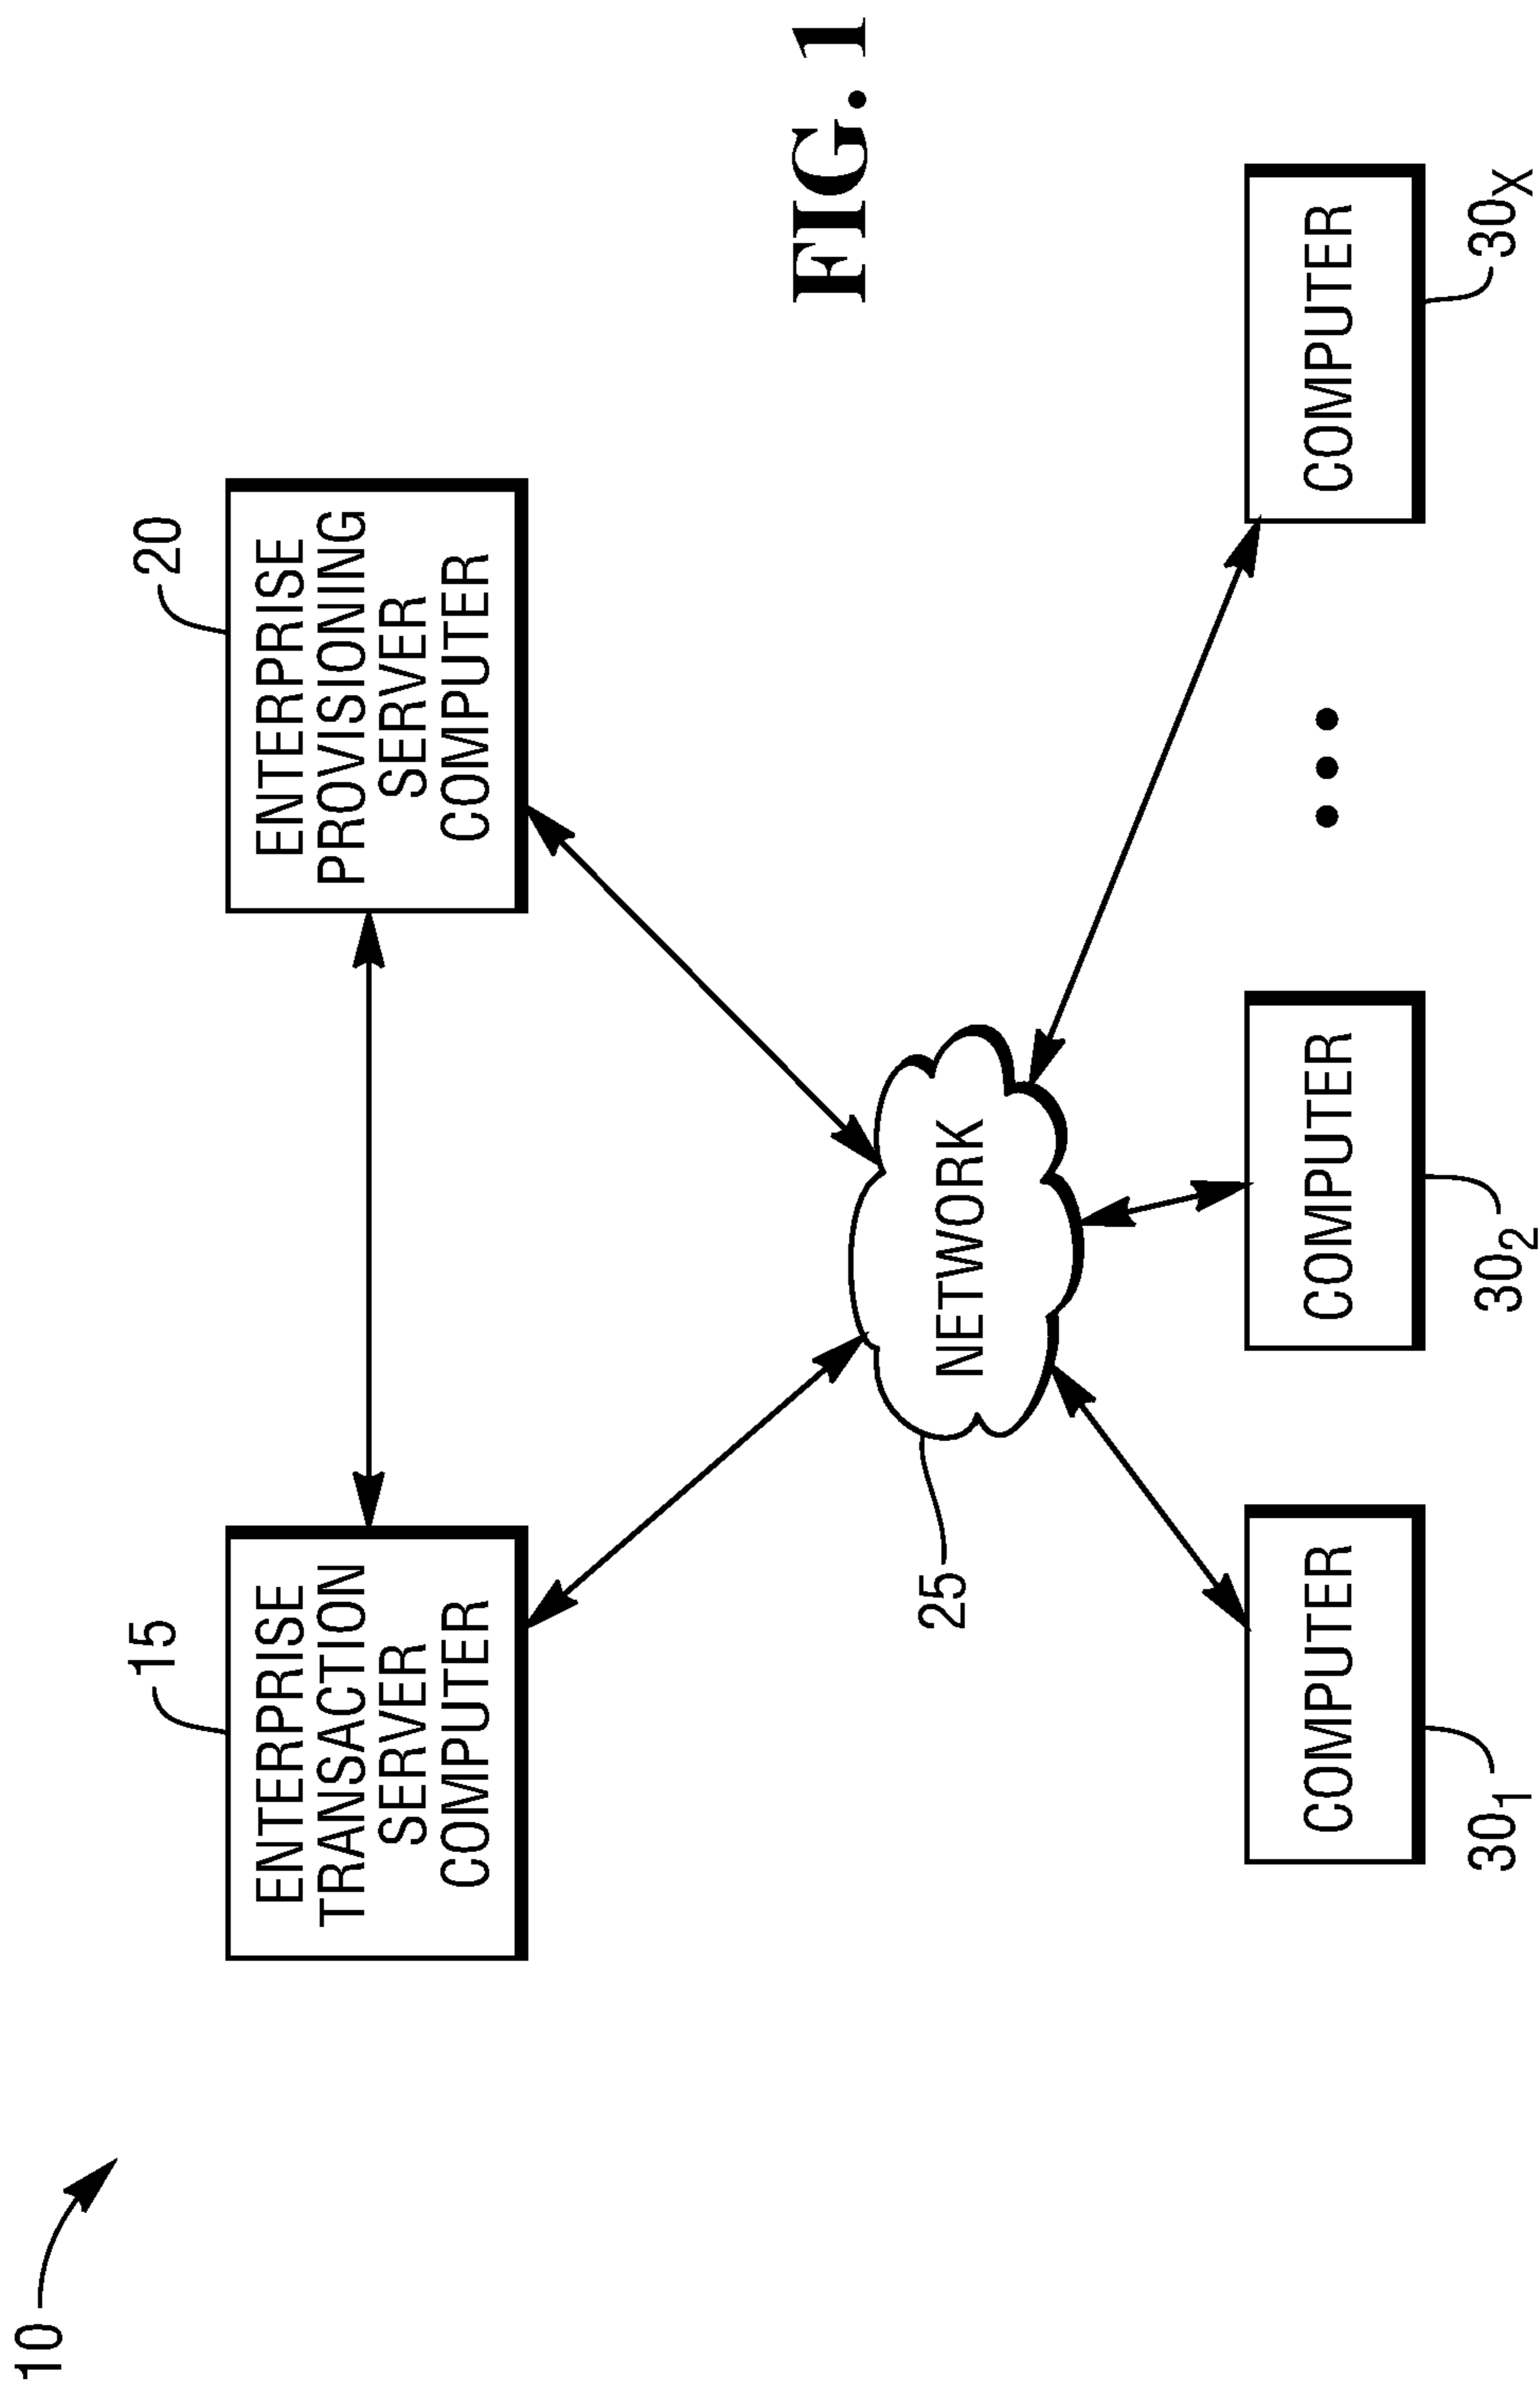 10
15
ENTERPRISE
TRANSACTION
SERVER
COMPUTER
20
ENTERPRISE
PROVISIONING
SERVER
COMPUTER
25
NETWORK
FIG. 1
COMPUTER
COMPUTER
COMPUTER
30₁
30₂
30ₓ